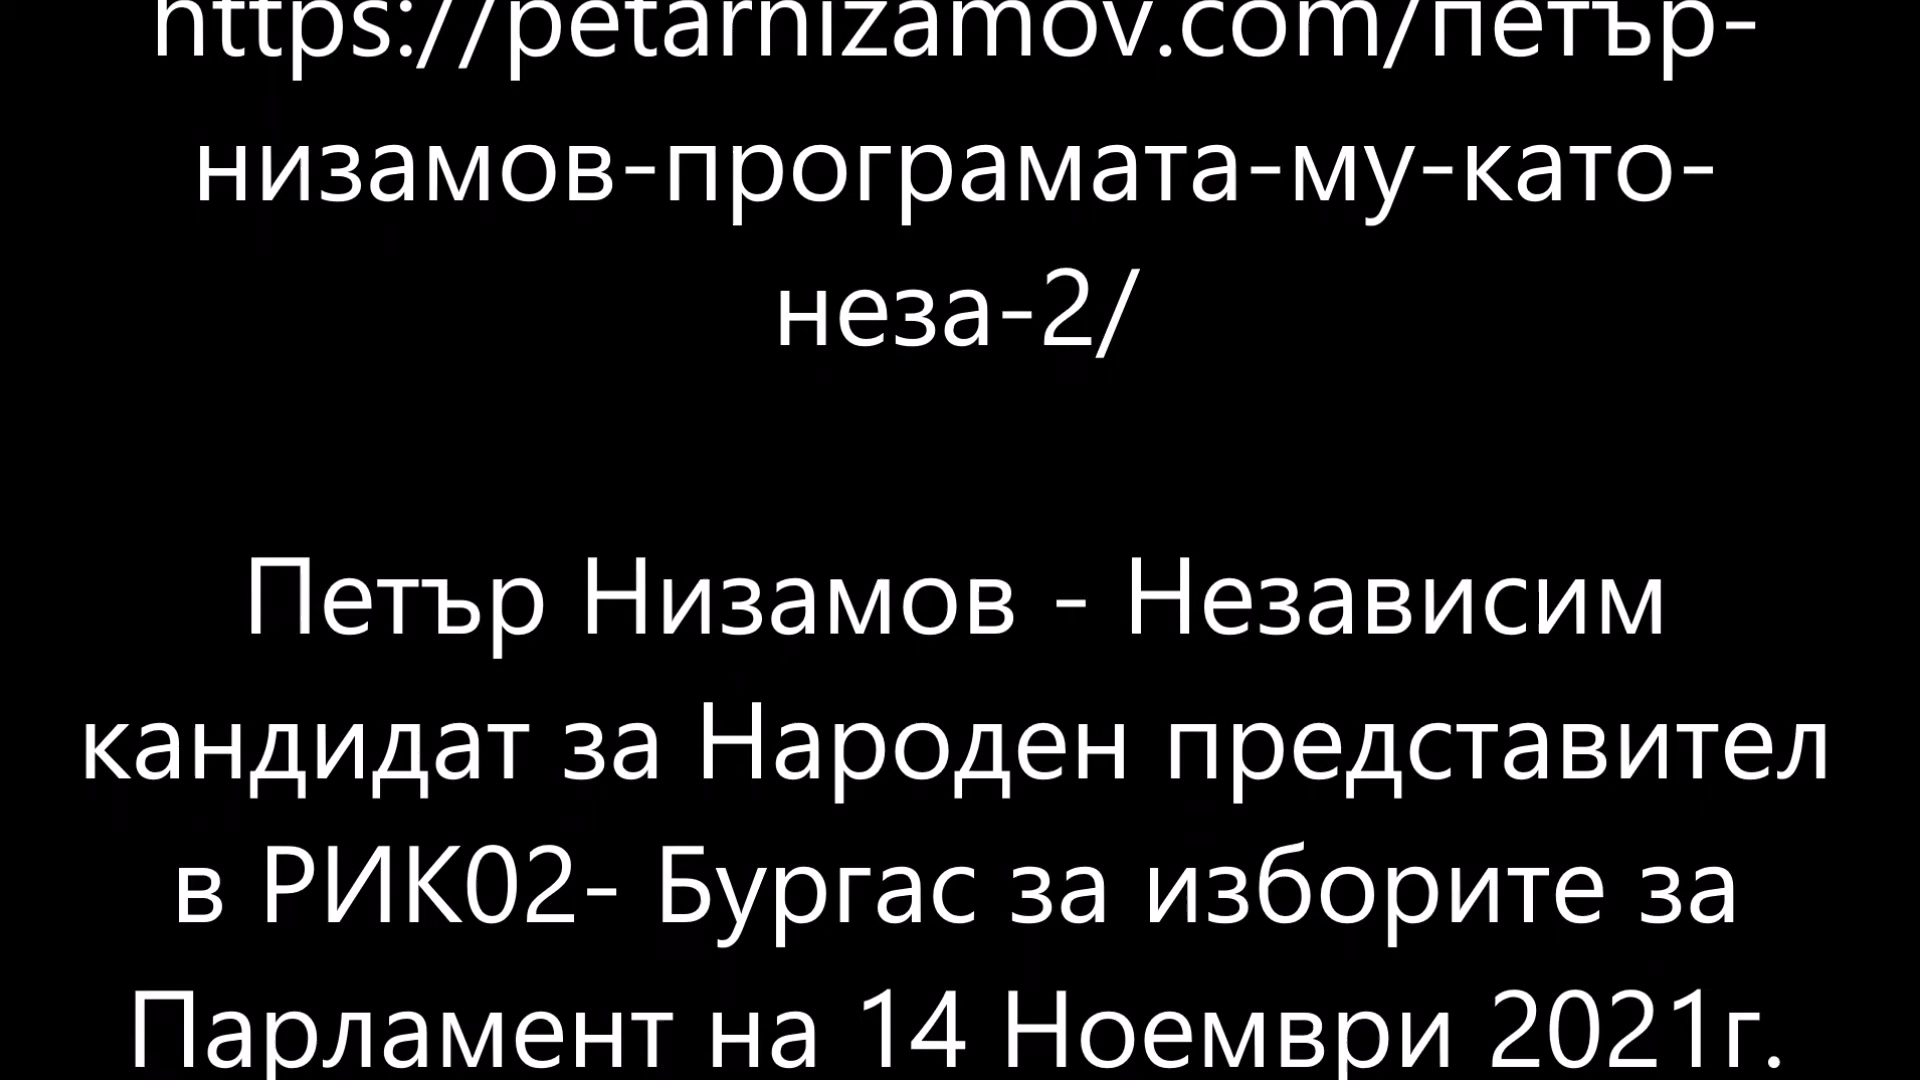 https://petarnizamov.com/петър-
низамов-програмата-му-като-
неза-2/
Петър Низамов - Независим
кандидат за Народен представител
в РИК02- Бургас за изборите за
Парламент на 14 Ноември 2021г.